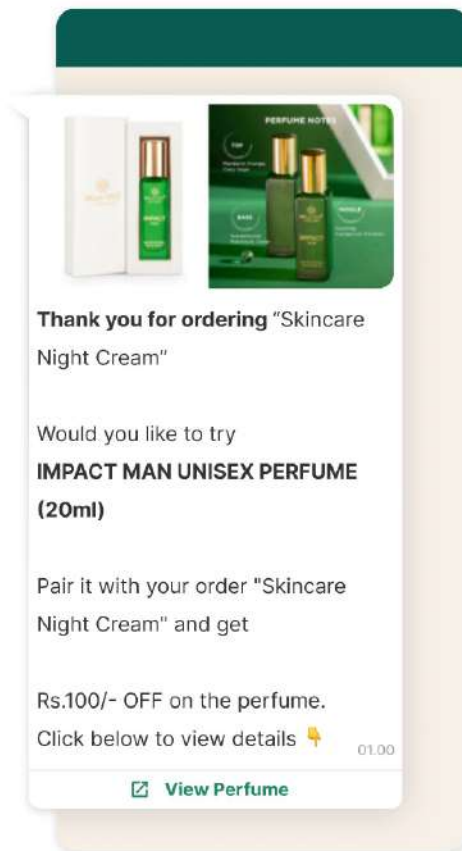 PERFUME NOTES
TOP
BASE
MIDDLE
IMPACT
IMPACT
Thank you for ordering “Skincare
Night Cream”
Would you like to try
IMPACT MAN UNISEX PERFUME
(20ml)
Pair it with your order "Skincare
Night Cream" and get
Rs.100/- OFF on the perfume.
Click below to view details 👇
01.00
View Perfume